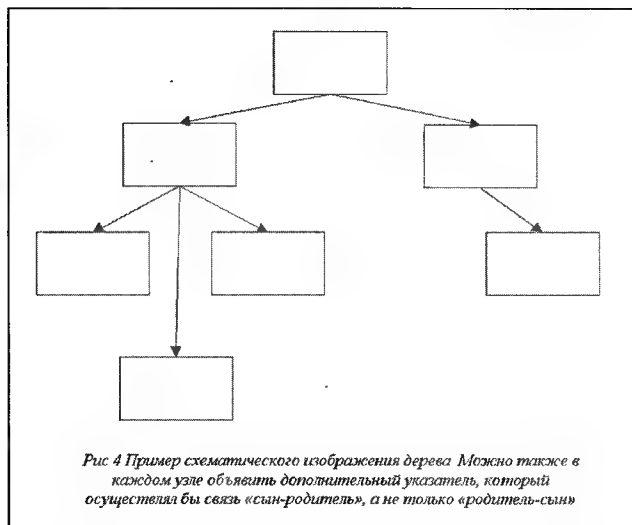 Рис 4 Пример схематического изображения дерева Можно также в
каждом узле объявить дополнительный указатель, который
осуществлял бы связь «сын-родитель», а не только «родитель-сын»